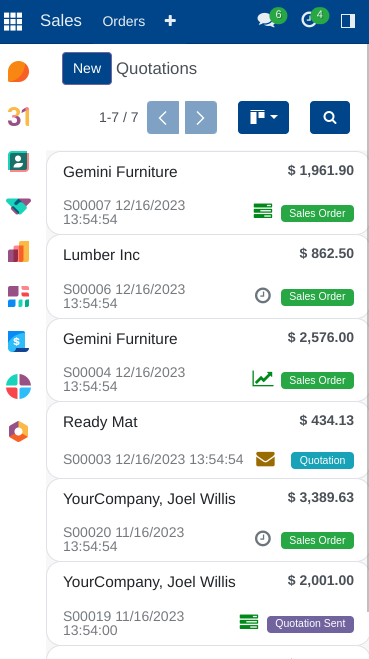 Sales Orders 6 4
New Quotations
1-7 / 7
31
Gemini Furniture $ 1,961.90
S00007 12/16/2023
13:54:54
Sales Order
Lumber Inc $ 862.50
S00006 12/16/2023
13:54:54
Sales Order
Gemini Furniture $ 2,576.00
S00004 12/16/2023
13:54:54
Sales Order
$
Ready Mat $ 434.13
S00003 12/16/2023 13:54:54 Quotation
YourCompany, Joel Willis $ 3,389.63
S00020 11/16/2023
13:54:54
Sales Order
YourCompany, Joel Willis $ 2,001.00
S00019 11/16/2023
13:54:00
Quotation Sent